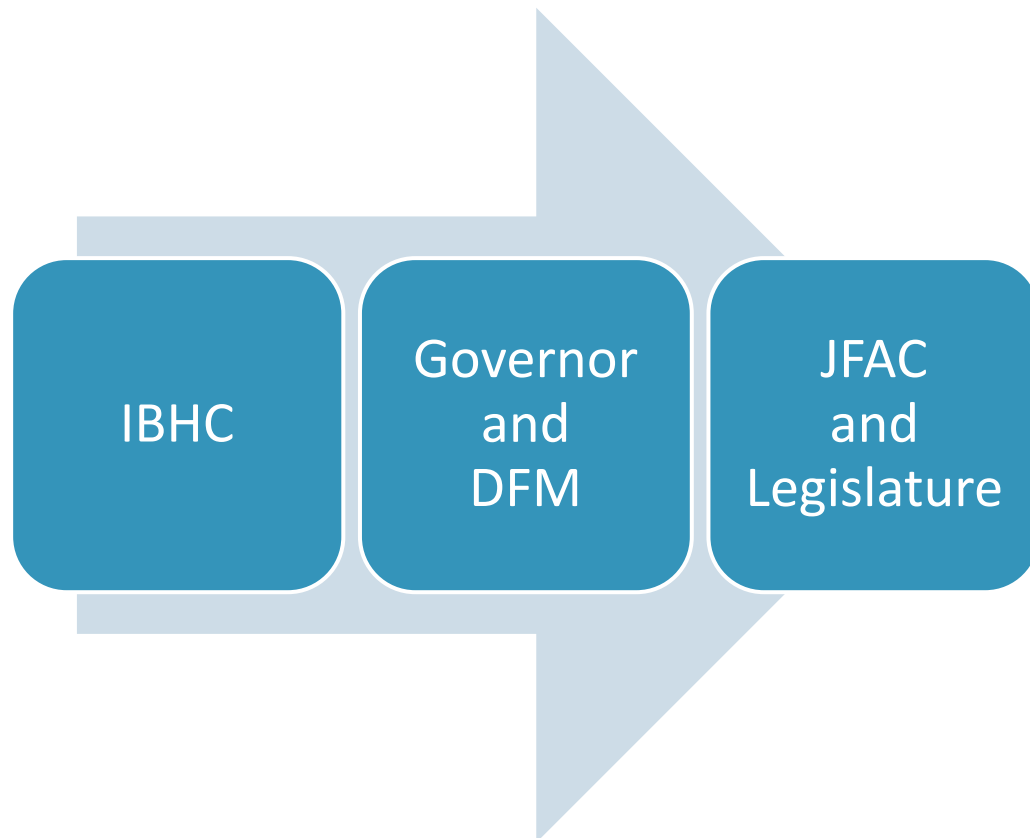 IBHC
Governor
and
DFM
JFAC
and
Legislature